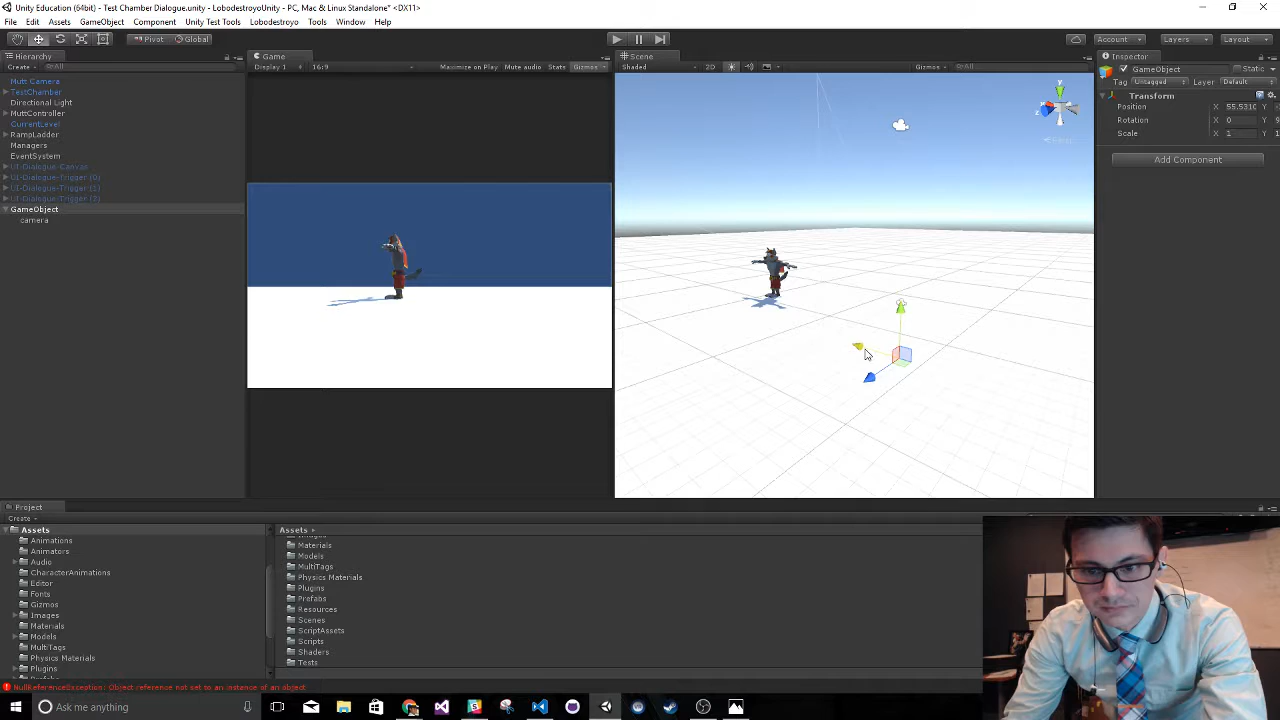 Unity Education (64bit) - Test Chamber Dialogue.unity - LobodestroyoUnity - PC, Mac & Linux Standalone* <DX11>
File Edit Assets GameObject Component Unity Test Tools Lobodestroyo Tools Window Help
Pivot Global Account Layers Layout
Hierarchy Game Scene Inspector
Create All Display 1 16:9 Maximize on Play Mute audio Stats Gizmos Shaded 2D Gizmos All GameObject Static
Mutt Camera Tag Untagged Layer Default
TestChamber Transform
Directional Light Position X 55.5310 Y
MuttController Rotation X 0 Y
CurrentLevel Scale X 1 Y
RampLadder
Managers
EventSystem Add Component
UI-Dialogue-Canvas
UI-Dialogue-Trigger (0)
UI-Dialogue-Trigger (1)
UI-Dialogue-Trigger (2)
GameObject
camera
y
z
Persp
Project
Create
Assets Assets
Animations
Animators Materials
Audio Models
CharacterAnimations MultiTags
Editor Physics Materials
Fonts Plugins
Gizmos Prefabs
Images Resources
Materials Scenes
Models ScriptAssets
MultiTags Scripts
Physics Materials Shaders
Plugins Tests
NullReferenceException: Object reference not set to an instance of an object
Ask me anything